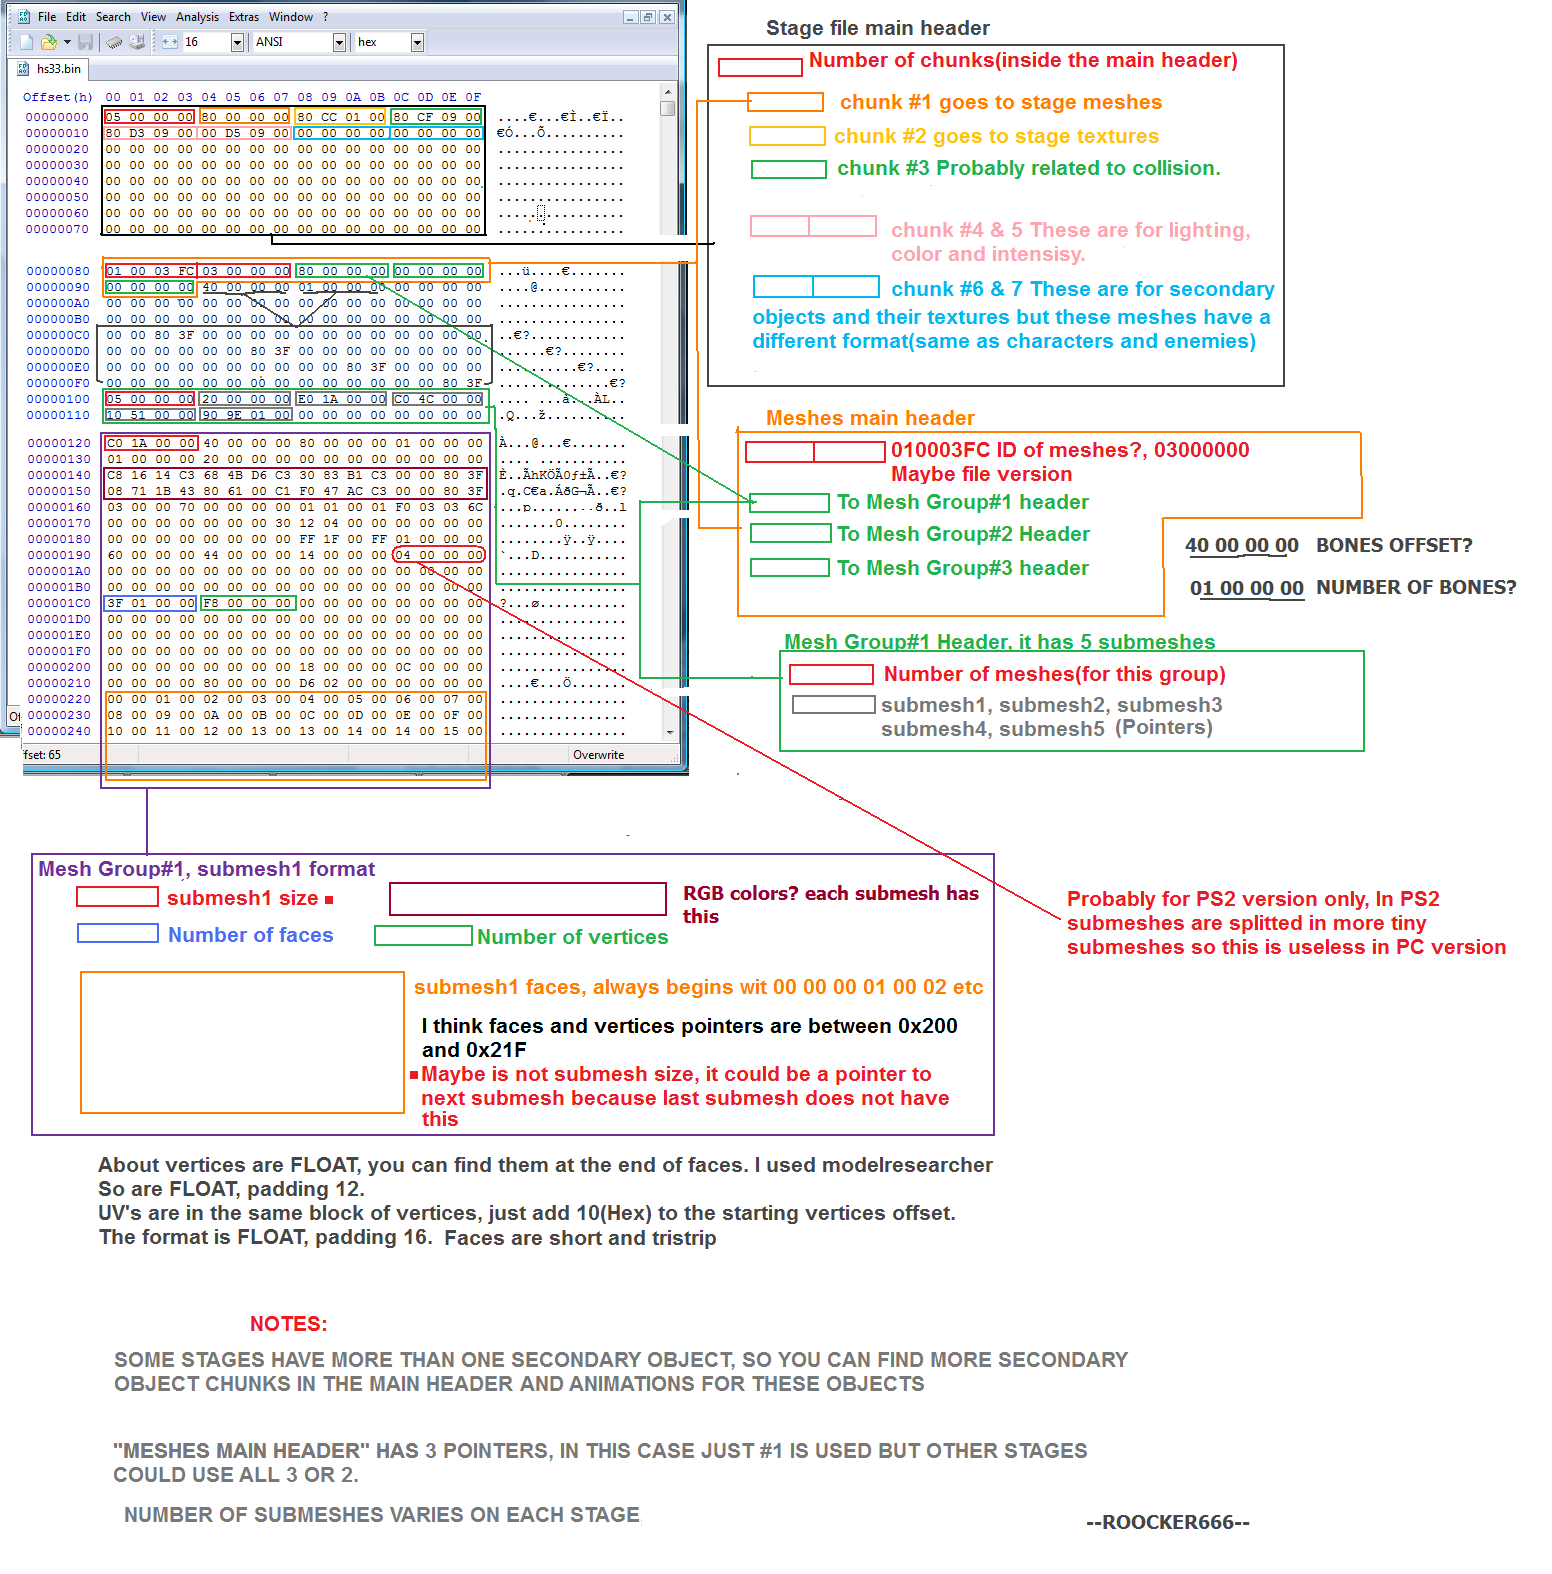 File Edit Search View Analysis Extras Window ?
16 ANSI hex
hs33.bin
Offset(h) 00 01 02 03 04 05 06 07 08 09 0A 0B 0C 0D 0E 0F
00000000 05 00 00 00 80 00 00 00 80 CC 01 00 80 CF 09 00 ....€...€Ì..€Ï..
00000010 80 D3 09 00 00 D5 09 00 00 00 00 00 00 00 00 00 €Ó...Õ..........
00000020 00 00 00 00 00 00 00 00 00 00 00 00 00 00 00 00 ................
00000030 00 00 00 00 00 00 00 00 00 00 00 00 00 00 00 00 ................
00000040 00 00 00 00 00 00 00 00 00 00 00 00 00 00 00 00 ................
00000050 00 00 00 00 00 00 00 00 00 00 00 00 00 00 00 00 ................
00000060 00 00 00 00 00 00 00 00 00 00 00 00 00 00 00 00 ................
00000070 00 00 00 00 00 00 00 00 00 00 00 00 00 00 00 00 ................
00000080 01 00 03 FC 03 00 00 00 80 00 00 00 00 00 00 00 ...ü....€.......
00000090 00 00 00 00 40 00 00 00 01 00 00 00 00 00 00 00 ....@...........
000000A0 00 00 00 00 00 00 00 00 00 00 00 00 00 00 00 00 ................
000000B0 00 00 00 00 00 00 00 00 00 00 00 00 00 00 00 00 ................
000000C0 00 00 80 3F 00 00 00 00 00 00 00 00 00 00 00 00 ..€?............
000000D0 00 00 00 00 00 00 80 3F 00 00 00 00 00 00 00 00 ......€?........
000000E0 00 00 00 00 00 00 00 00 00 00 80 3F 00 00 00 00 ..........€?....
000000F0 00 00 00 00 00 00 00 00 00 00 00 00 00 00 80 3F ..............€?
00000100 05 00 00 00 20 00 00 00 E0 1A 00 00 C0 4C 00 00 .... ...à...ÀL..
00000110 10 51 00 00 90 9E 01 00 00 00 00 00 00 00 00 00 .Q...ž..........
00000120 C0 1A 00 00 40 00 00 00 80 00 00 00 01 00 00 00 À...@...€.......
00000130 01 00 00 00 20 00 00 00 00 00 00 00 00 00 00 00 .... ...........
00000140 C8 16 14 C3 68 4B D6 C3 30 83 B1 C3 00 00 80 3F È..ÃhKÖÃ0ƒ±Ã..€?
00000150 08 71 1B 43 80 61 00 C1 F0 47 AC C3 00 00 80 3F .q.C€a.ÁðG¬Ã..€?
00000160 03 00 00 70 00 00 00 00 01 01 00 01 F0 03 03 6C ...p........ð..l
00000170 00 00 00 00 00 00 00 30 12 04 00 00 00 00 00 00 .......0........
00000180 00 00 00 00 00 00 00 00 FF 1F 00 FF 01 00 00 00 ........ÿ..ÿ....
00000190 60 00 00 00 44 00 00 00 14 00 00 00 04 00 00 00 `...D...........
000001A0 00 00 00 00 00 00 00 00 00 00 00 00 00 00 00 00 ................
000001B0 00 00 00 00 00 00 00 00 00 00 00 00 00 00 00 00 ................
000001C0 3F 01 00 00 F8 00 00 00 00 00 00 00 00 00 00 00 ?...ø...........
000001D0 00 00 00 00 00 00 00 00 00 00 00 00 00 00 00 00 ................
000001E0 00 00 00 00 00 00 00 00 00 00 00 00 00 00 00 00 ................
000001F0 00 00 00 00 00 00 00 00 00 00 00 00 00 00 00 00 ................
00000200 00 00 00 00 00 00 00 00 18 00 00 00 0C 00 00 00 ................
00000210 00 00 00 00 80 00 00 00 D6 02 00 00 00 00 00 00 ....€...Ö.......
00000220 00 00 01 00 02 00 03 00 04 00 05 00 06 00 07 00 ................
00000230 08 00 09 00 0A 00 0B 00 0C 00 0D 00 0E 00 0F 00 ................
00000240 10 00 11 00 12 00 13 00 13 00 14 00 14 00 15 00 ................
fset: 65 Overwrite
Stage file main header
Number of chunks(inside the main header)
chunk #1 goes to stage meshes
chunk #2 goes to stage textures
chunk #3 Probably related to collision.
chunk #4 & 5 These are for lighting,
color and intensisy.
chunk #6 & 7 These are for secondary
objects and their textures but these meshes have a
different format(same as characters and enemies)
Meshes main header
010003FC ID of meshes?, 03000000
Maybe file version
To Mesh Group#1 header
To Mesh Group#2 Header
To Mesh Group#3 header
40 00 00 00 BONES OFFSET?
01 00 00 00 NUMBER OF BONES?
Mesh Group#1 Header, it has 5 submeshes
Number of meshes(for this group)
submesh1, submesh2, submesh3
submesh4, submesh5 (Pointers)
Mesh Group#1, submesh1 format
submesh1 size
RGB colors? each submesh has
this
Number of faces
Number of vertices
submesh1 faces, always begins wit 00 00 00 01 00 02 etc
I think faces and vertices pointers are between 0x200
and 0x21F
Maybe is not submesh size, it could be a pointer to
next submesh because last submesh does not have
this
Probably for PS2 version only, In PS2
submeshes are splitted in more tiny
submeshes so this is useless in PC version
About vertices are FLOAT, you can find them at the end of faces. I used modelresearcher
So are FLOAT, padding 12.
UV's are in the same block of vertices, just add 10(Hex) to the starting vertices offset.
The format is FLOAT, padding 16. Faces are short and tristrip
NOTES:
SOME STAGES HAVE MORE THAN ONE SECONDARY OBJECT, SO YOU CAN FIND MORE SECONDARY
OBJECT CHUNKS IN THE MAIN HEADER AND ANIMATIONS FOR THESE OBJECTS
"MESHES MAIN HEADER" HAS 3 POINTERS, IN THIS CASE JUST #1 IS USED BUT OTHER STAGES
COULD USE ALL 3 OR 2.
NUMBER OF SUBMESHES VARIES ON EACH STAGE
--ROOCKER666--